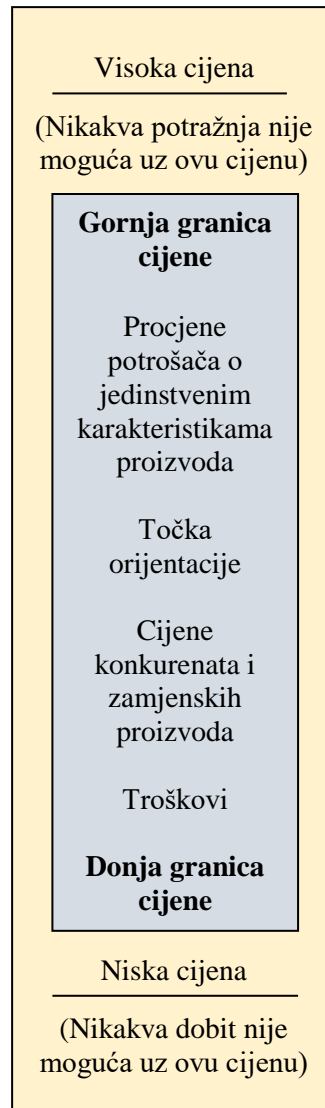 Visoka cijena
(Nikakva potražnja nije
moguća uz ovu cijenu)
Gornja granica
cijene
Procjene
potrošača o
jedinstvenim
karakteristikama
proizvoda
Točka
orijentacije
Cijene
konkurenata i
zamjenskih
proizvoda
Troškovi
Donja granica
cijene
Niska cijena
(Nikakva dobit nije
moguća uz ovu cijenu)